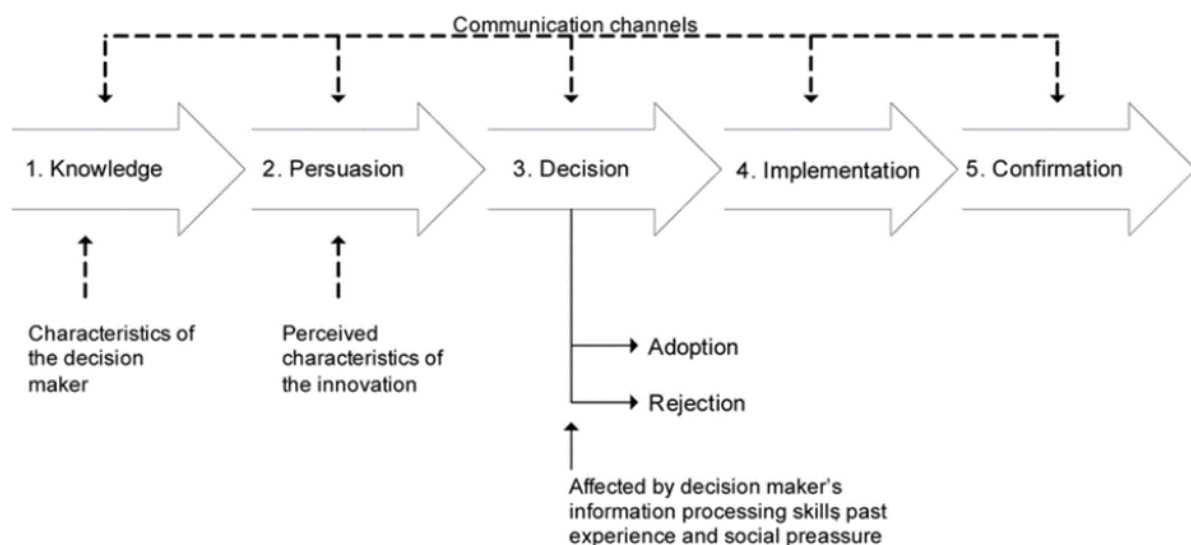 Communication channels
1. Knowledge
2. Persuasion
3. Decision
4. Implementation
5. Confirmation
Characteristics of
the decision
maker
Perceived
characteristics of
the innovation
Adoption
Rejection
Affected by decision maker's
information processing skills past
experience and social preassure